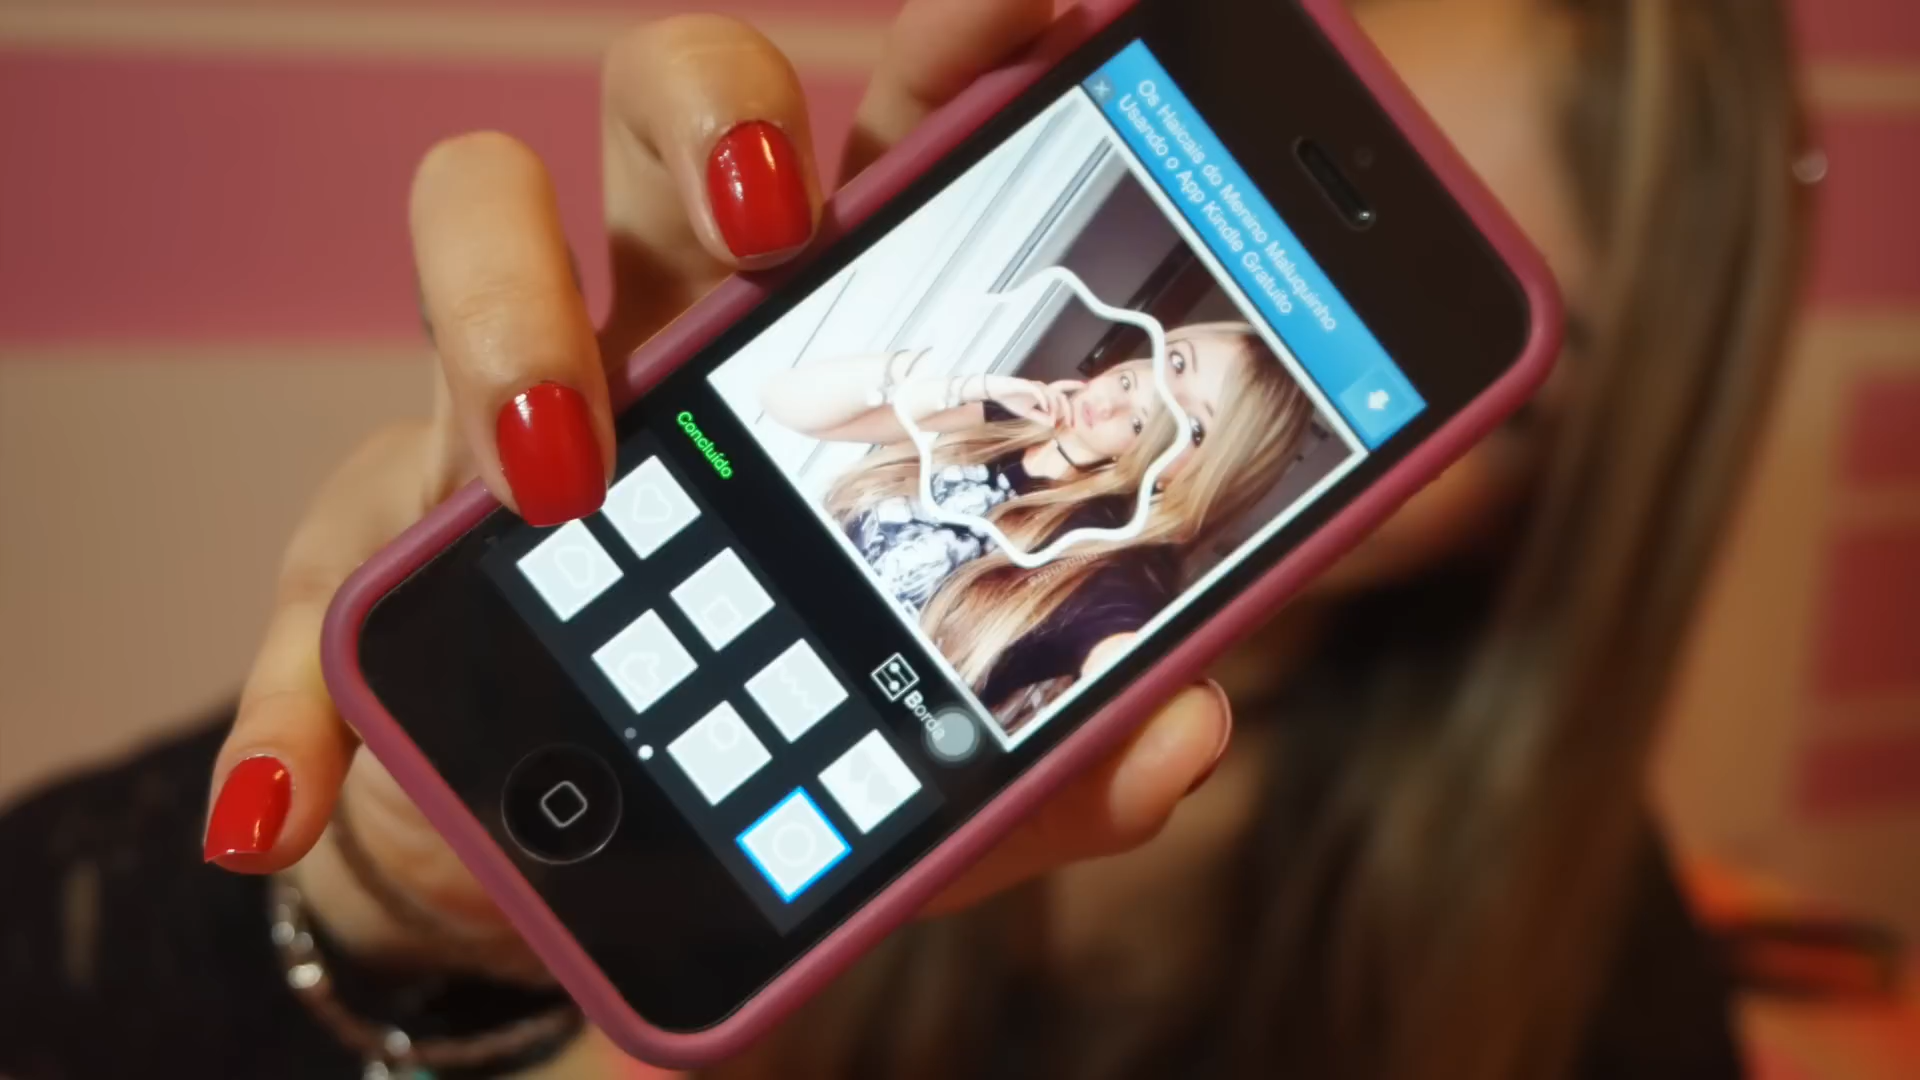 Os Haicais do Menino Maluquinho
Usando o App Kindle Gratuito
Concluído
Borda